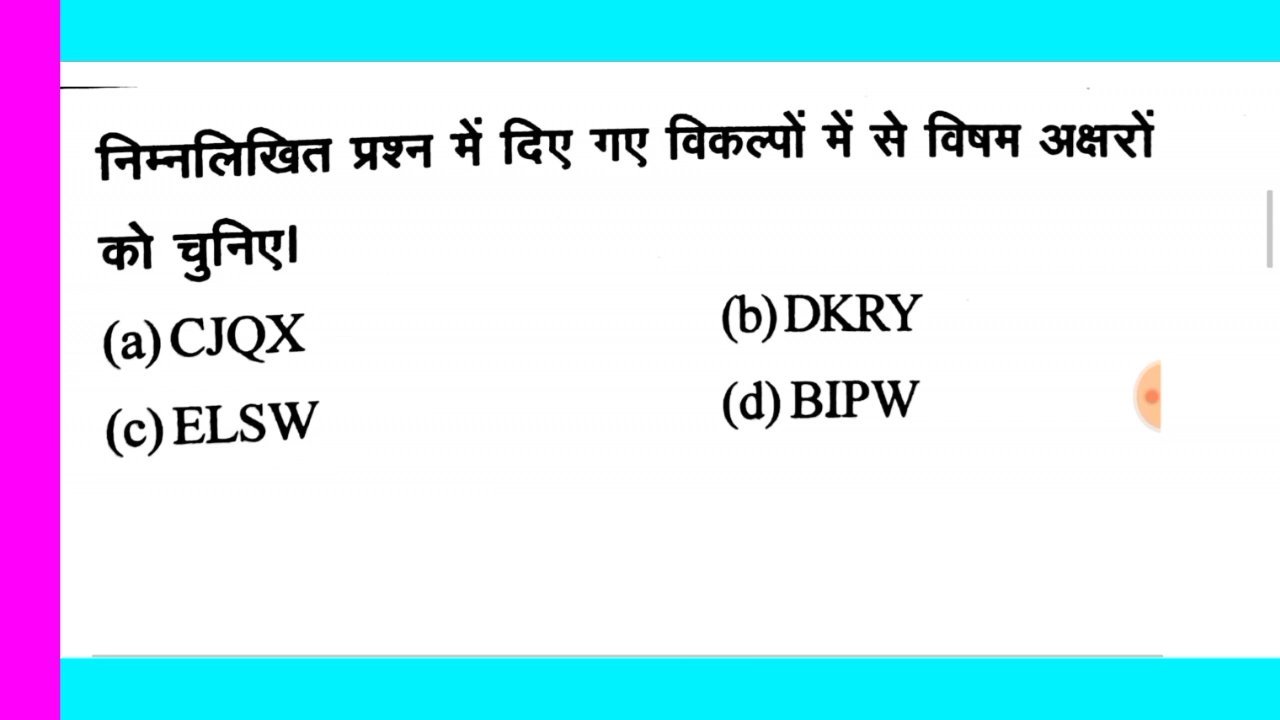 निम्नलिखित प्रश्न में दिए गए विकल्पों में से विषम अक्षरों
को चुनिए।
(a) CJQX (b) DKRY
(c) ELSW (d) BIPW